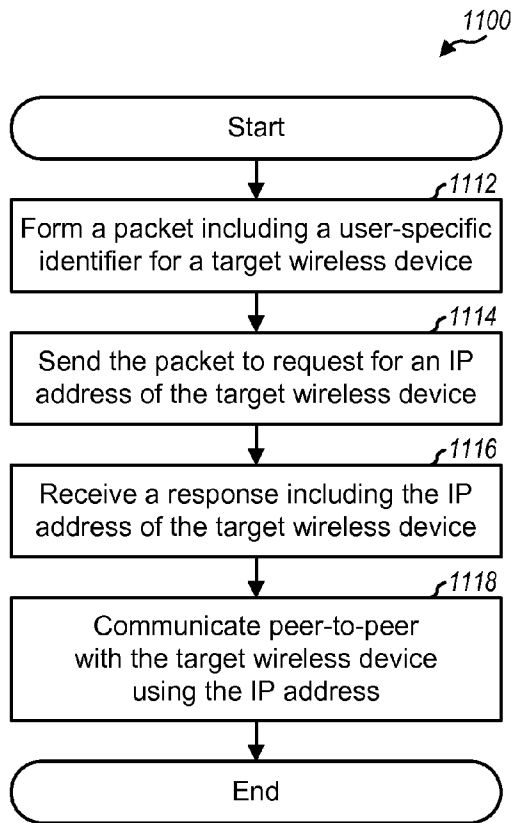 1100
Start
1112
Form a packet including a user-specific
identifier for a target wireless device
1114
Send the packet to request for an IP
address of the target wireless device
1116
Receive a response including the IP
address of the target wireless device
1118
Communicate peer-to-peer
with the target wireless device
using the IP address
End